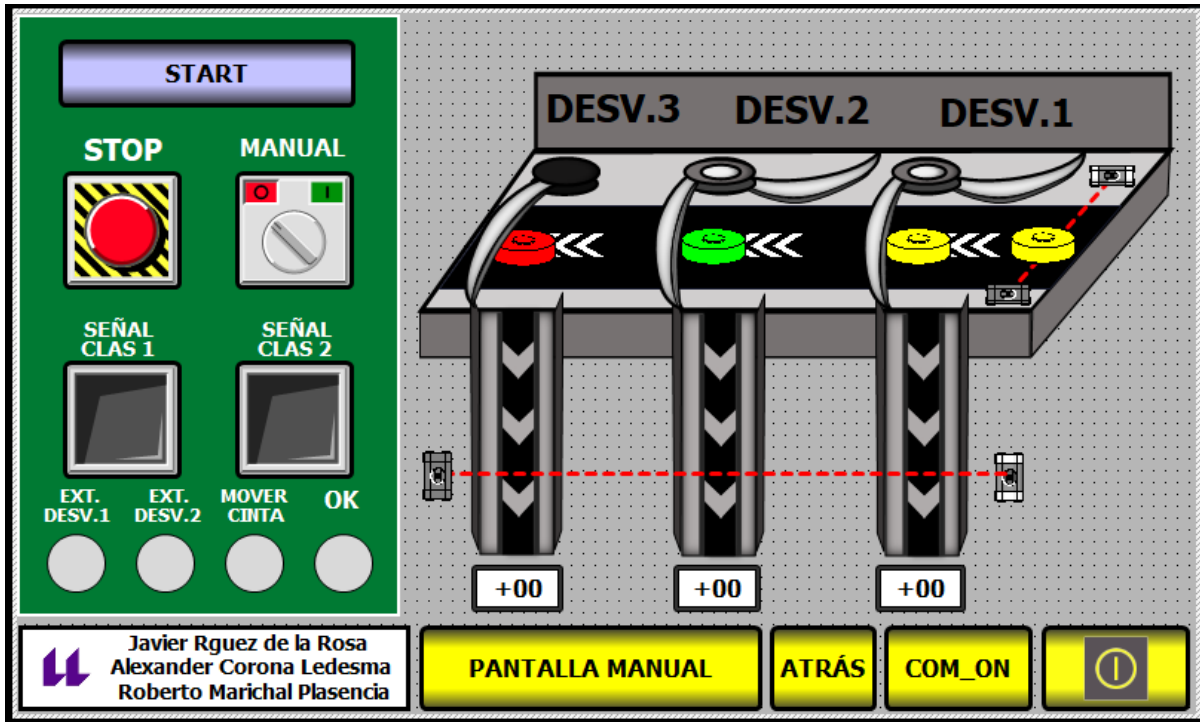 START
STOP
MANUAL
O I
SEÑAL
CLAS 1
SEÑAL
CLAS 2
EXT.
DESV.1
EXT.
DESV.2
MOVER
CINTA
OK
DESV.3
DESV.2
DESV.1
+00
+00
+00
Javier Rguez de la Rosa
Alexander Corona Ledesma
Roberto Marichal Plasencia
PANTALLA MANUAL
ATRÁS
COM_ON